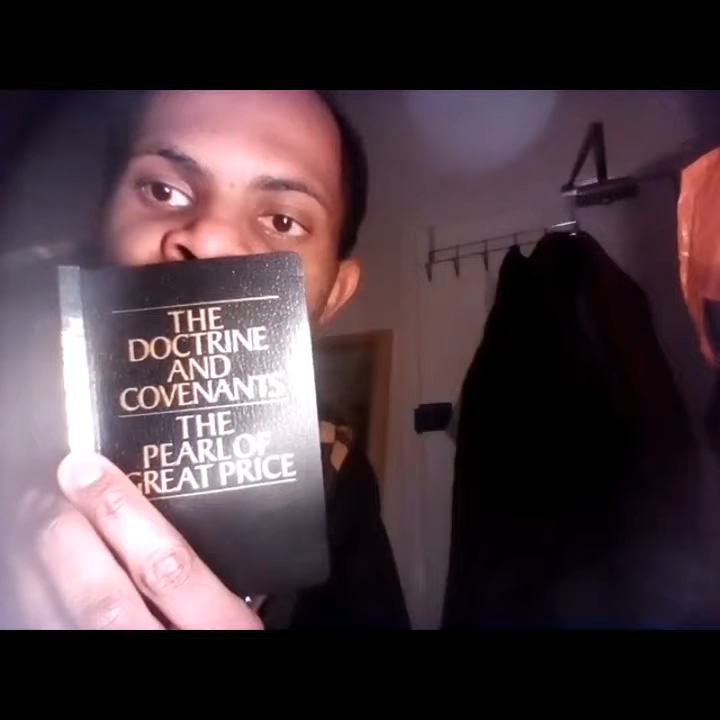 THE
DOCTRINE
AND
COVENANTS
THE
PEARL OF
GREAT PRICE